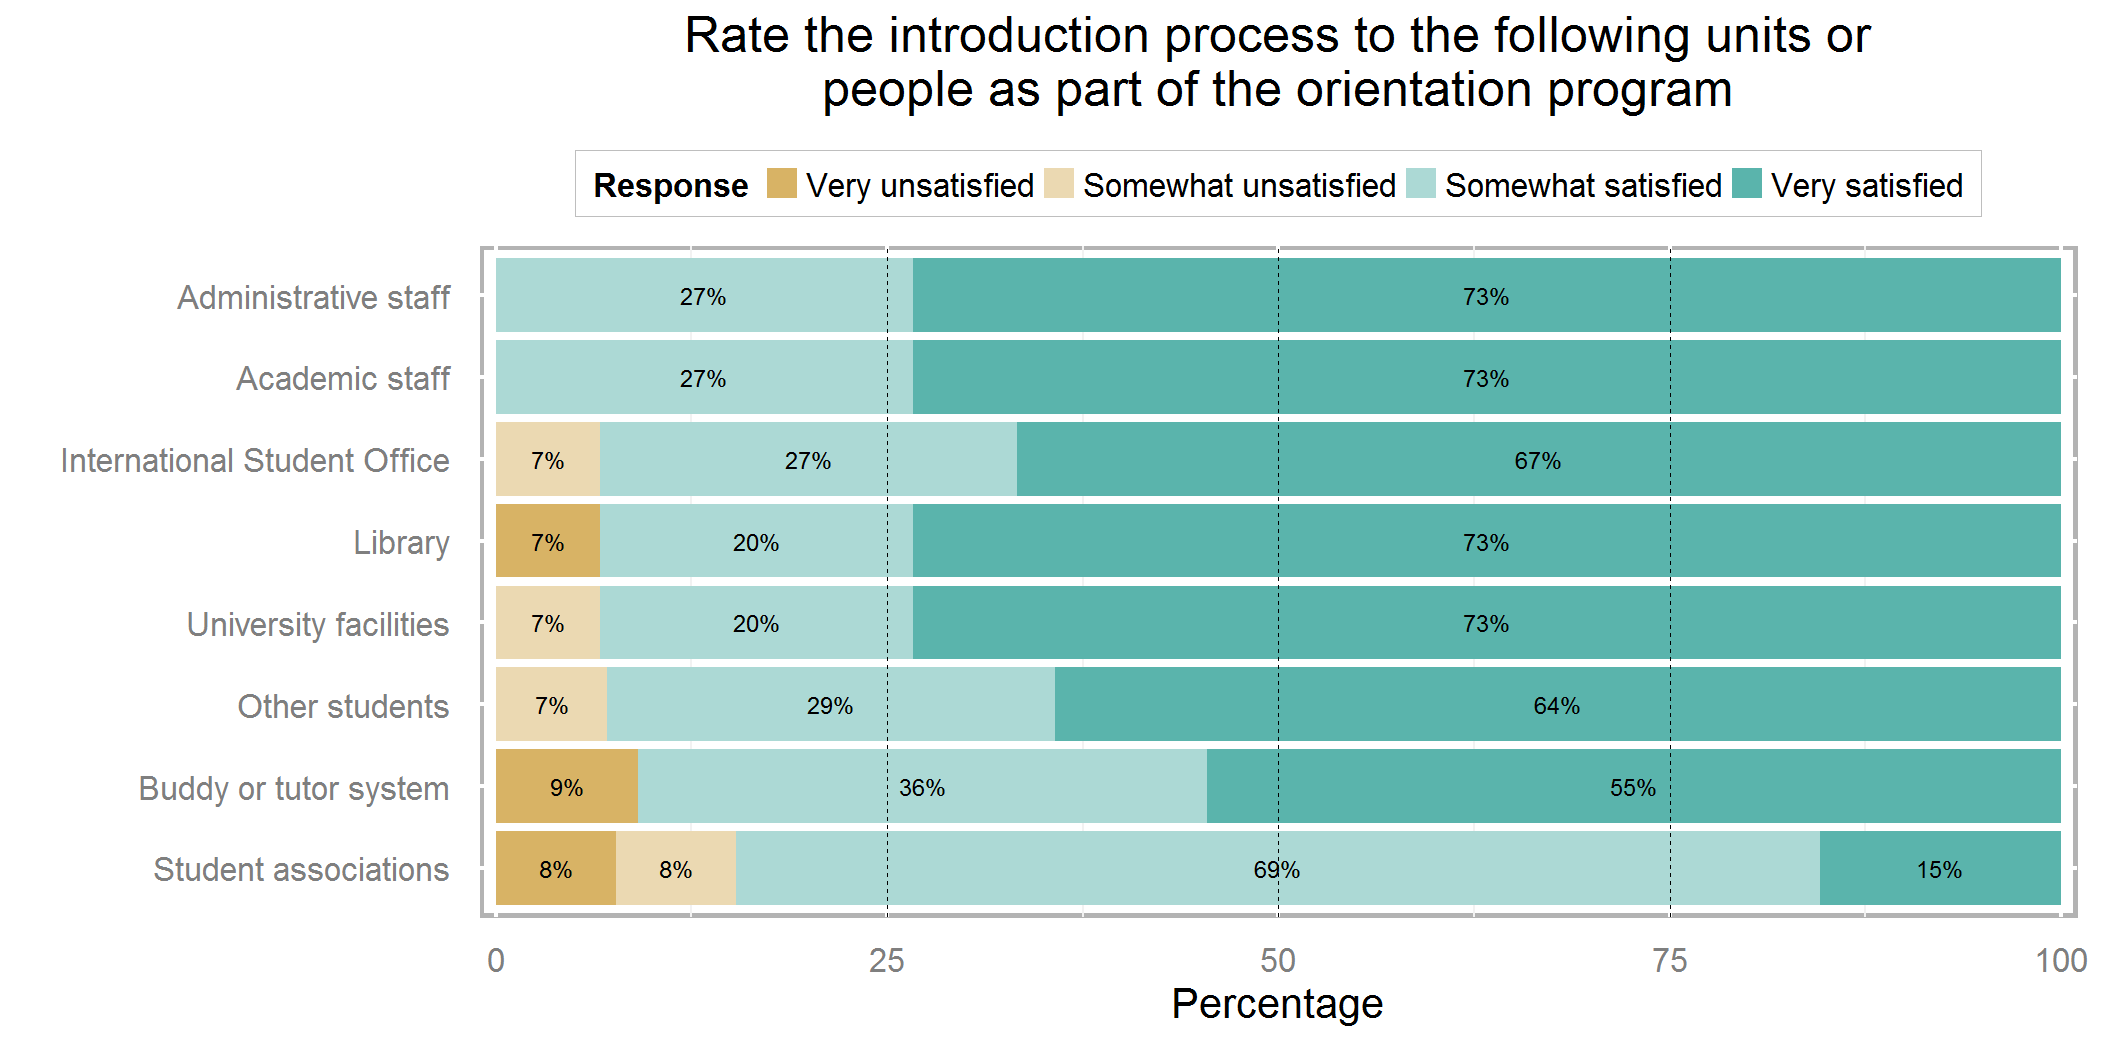 Rate the introduction process to the following units or
people as part of the orientation program
Response Very unsatisfied Somewhat unsatisfied Somewhat satisfied Very satisfied
Administrative staff 27% 73%
Academic staff 27% 73%
International Student Office 7% 27% 67%
Library 7% 20% 73%
University facilities 7% 20% 73%
Other students 7% 29% 64%
Buddy or tutor system 9% 36% 55%
Student associations 8% 8% 69% 15%
0 25 50 75 100
Percentage